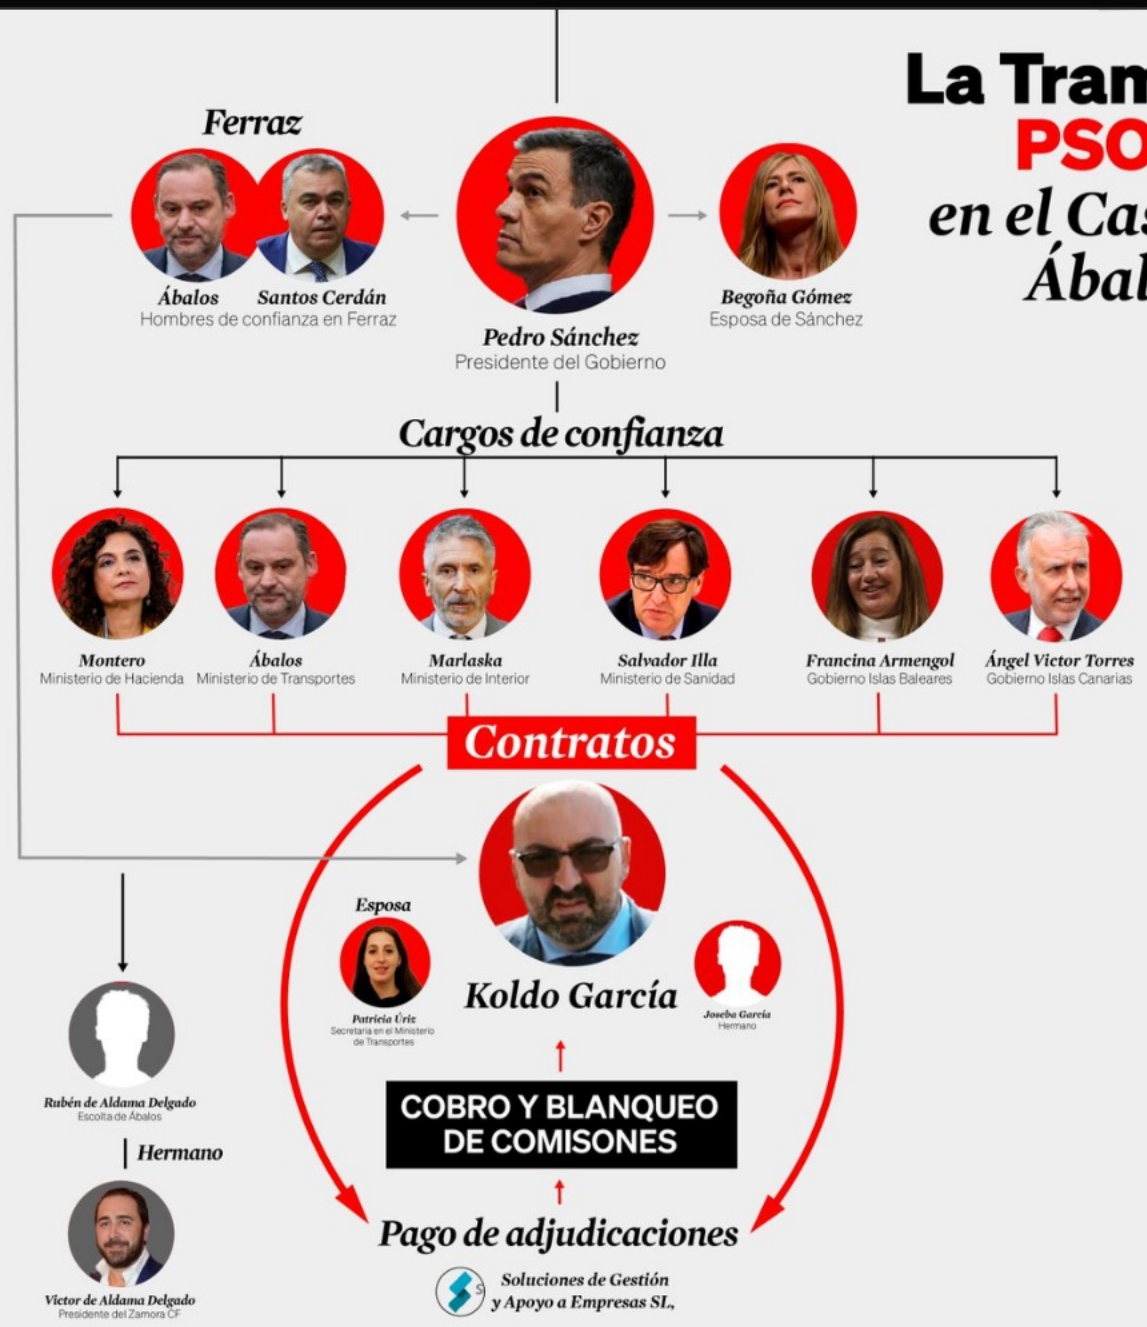 La Tram
PSO
en el Cas
Ábal
Ferraz
Ábalos
Santos Cerdán
Hombres de confianza en Ferraz
Pedro Sánchez
Presidente del Gobierno
Begoña Gómez
Esposa de Sánchez
Cargos de confianza
Montero
Ministerio de Hacienda
Ábalos
Ministerio de Transportes
Marlaska
Ministerio de Interior
Salvador Illa
Ministerio de Sanidad
Francina Armengol
Gobierno Islas Baleares
Ángel Victor Torres
Gobierno Islas Canarias
Contratos
Esposa
Patricia Úriz
Secretaria en el Ministerio
de Transportes
Koldo García
Joseba García
Hermano
COBRO Y BLANQUEO
DE COMISONES
Pago de adjudicaciones
S
Soluciones de Gestión
y Apoyo a Empresas SL,
Rubén de Aldama Delgado
Escolta de Ábalos
Hermano
Victor de Aldama Delgado
Presidente del Zamora CF